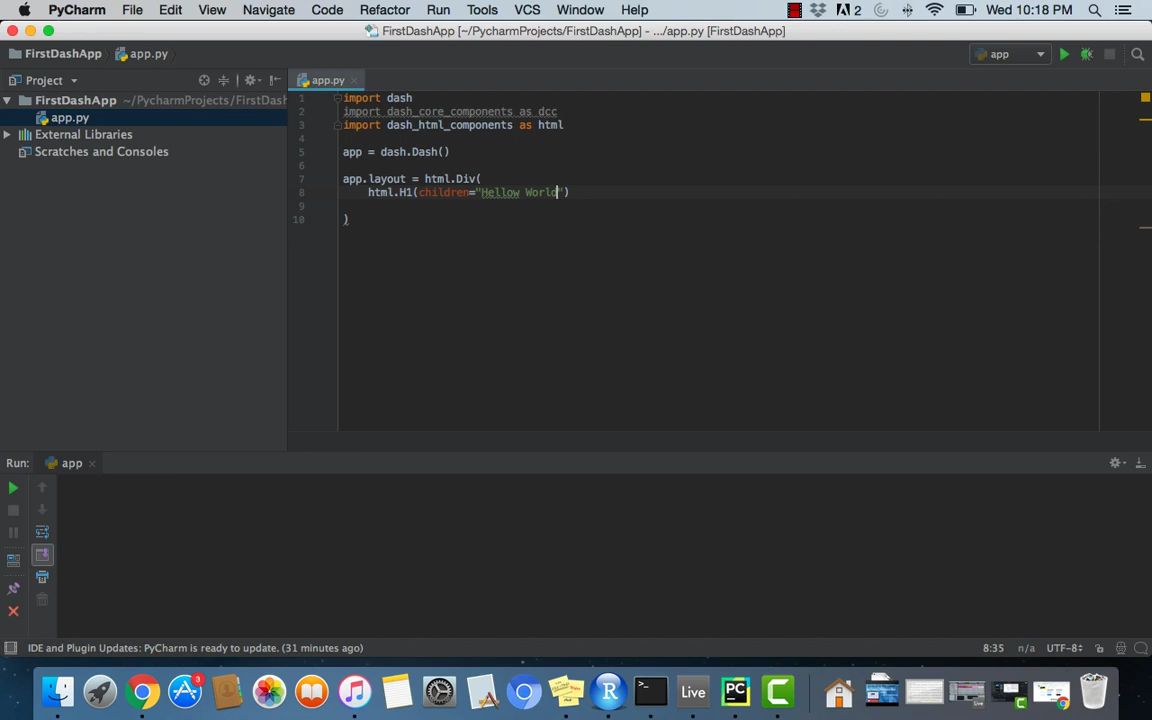 PyCharm File Edit View Navigate Code Refactor Run Tools VCS Window Help 2 Wed 10:18 PM
FirstDashApp [~/PycharmProjects/FirstDashApp] - .../app.py [FirstDashApp]
FirstDashApp app.py app
Project app.py
FirstDashApp ~/PycharmProjects/FirstDash
app.py
External Libraries
Scratches and Consoles
1 import dash
2 import dash_core_components as dcc
3 import dash_html_components as html
4
5 app = dash.Dash()
6
7 app.layout = html.Div(
8 html.H1(children="Hellow World")
9
10 )
Run: app
IDE and Plugin Updates: PyCharm is ready to update. (31 minutes ago) 8:35 n/a UTF-8
3 >_ Live PC C